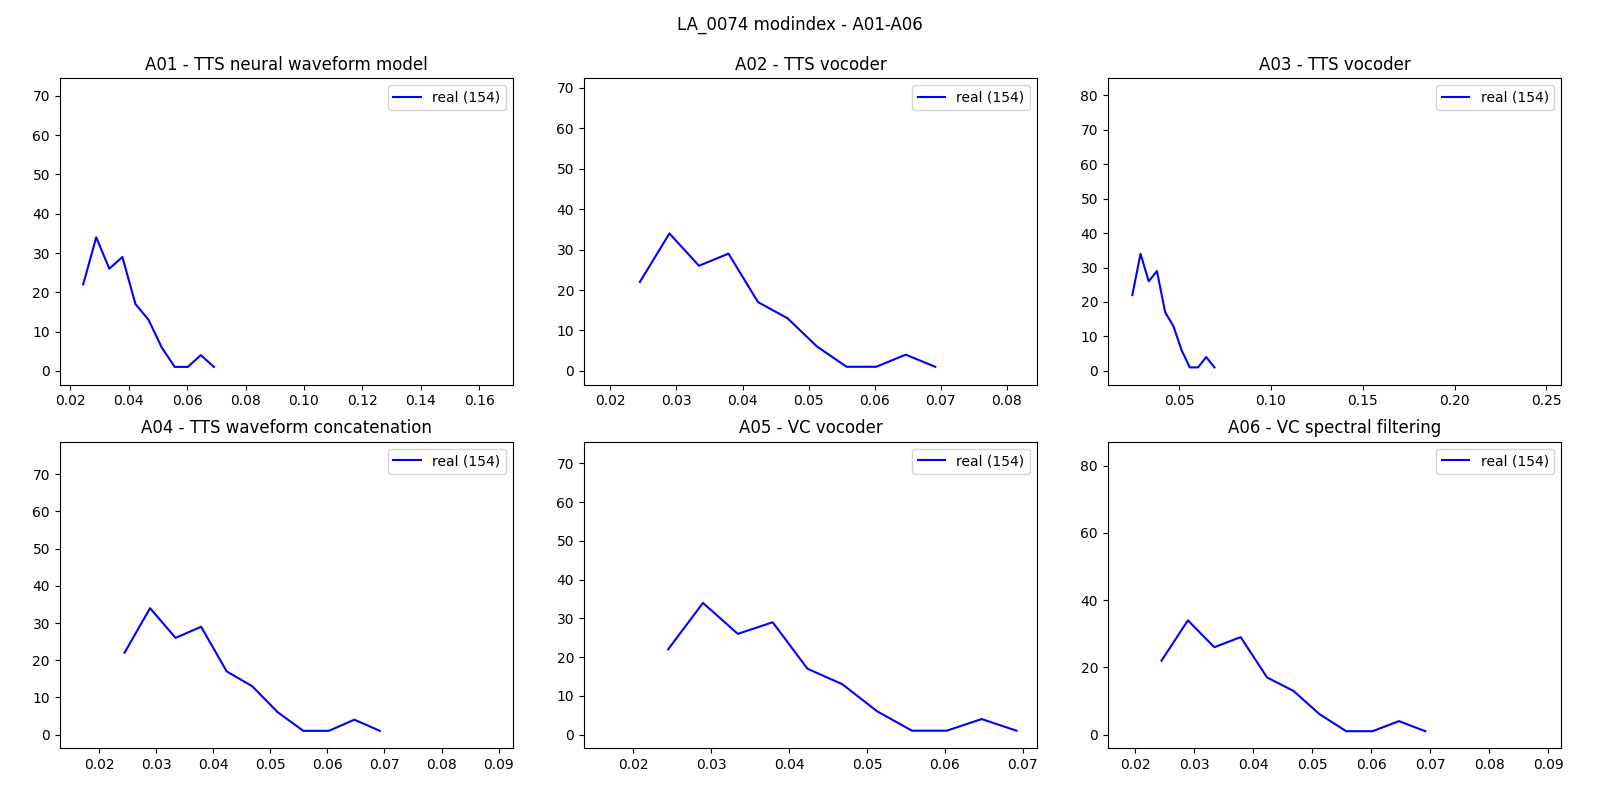 LA_0074 modindex - A01-A06
A01 - TTS neural waveform model
real (154)
70
60
50
40
30
20
10
0
0.02 0.04 0.06 0.08 0.10 0.12 0.14 0.16
A02 - TTS vocoder
real (154)
70
60
50
40
30
20
10
0
0.02 0.03 0.04 0.05 0.06 0.07 0.08
A03 - TTS vocoder
real (154)
80
70
60
50
40
30
20
10
0
0.05 0.10 0.15 0.20 0.25
A04 - TTS waveform concatenation
real (154)
70
60
50
40
30
20
10
0
0.02 0.03 0.04 0.05 0.06 0.07 0.08 0.09
A05 - VC vocoder
real (154)
70
60
50
40
30
20
10
0
0.02 0.03 0.04 0.05 0.06 0.07
A06 - VC spectral filtering
real (154)
80
60
40
20
0
0.02 0.03 0.04 0.05 0.06 0.07 0.08 0.09